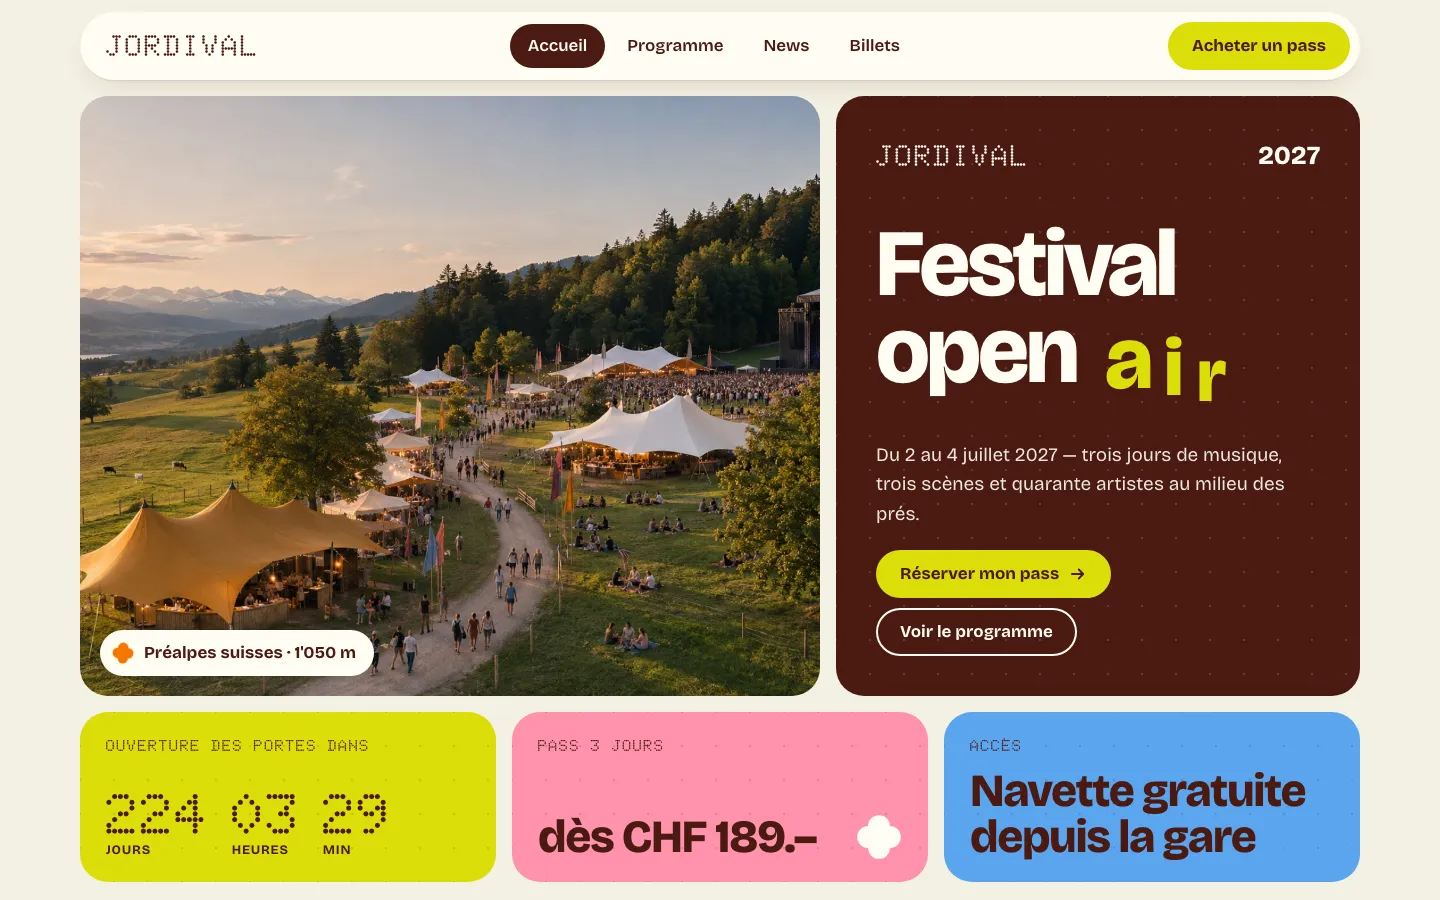 JORDIVAL
Accueil
Programme
News
Billets
Acheter un pass
Préalpes suisses · 1'050 m
JORDIVAL
2027
Festival
open air
Du 2 au 4 juillet 2027 — trois jours de musique,
trois scènes et quarante artistes au milieu des
prés.
Réserver mon pass →
Voir le programme
OUVERTURE DES PORTES DANS
224 03 29
JOURS HEURES MIN
PASS 3 JOURS
dès CHF 189.–
ACCÈS
Navette gratuite
depuis la gare